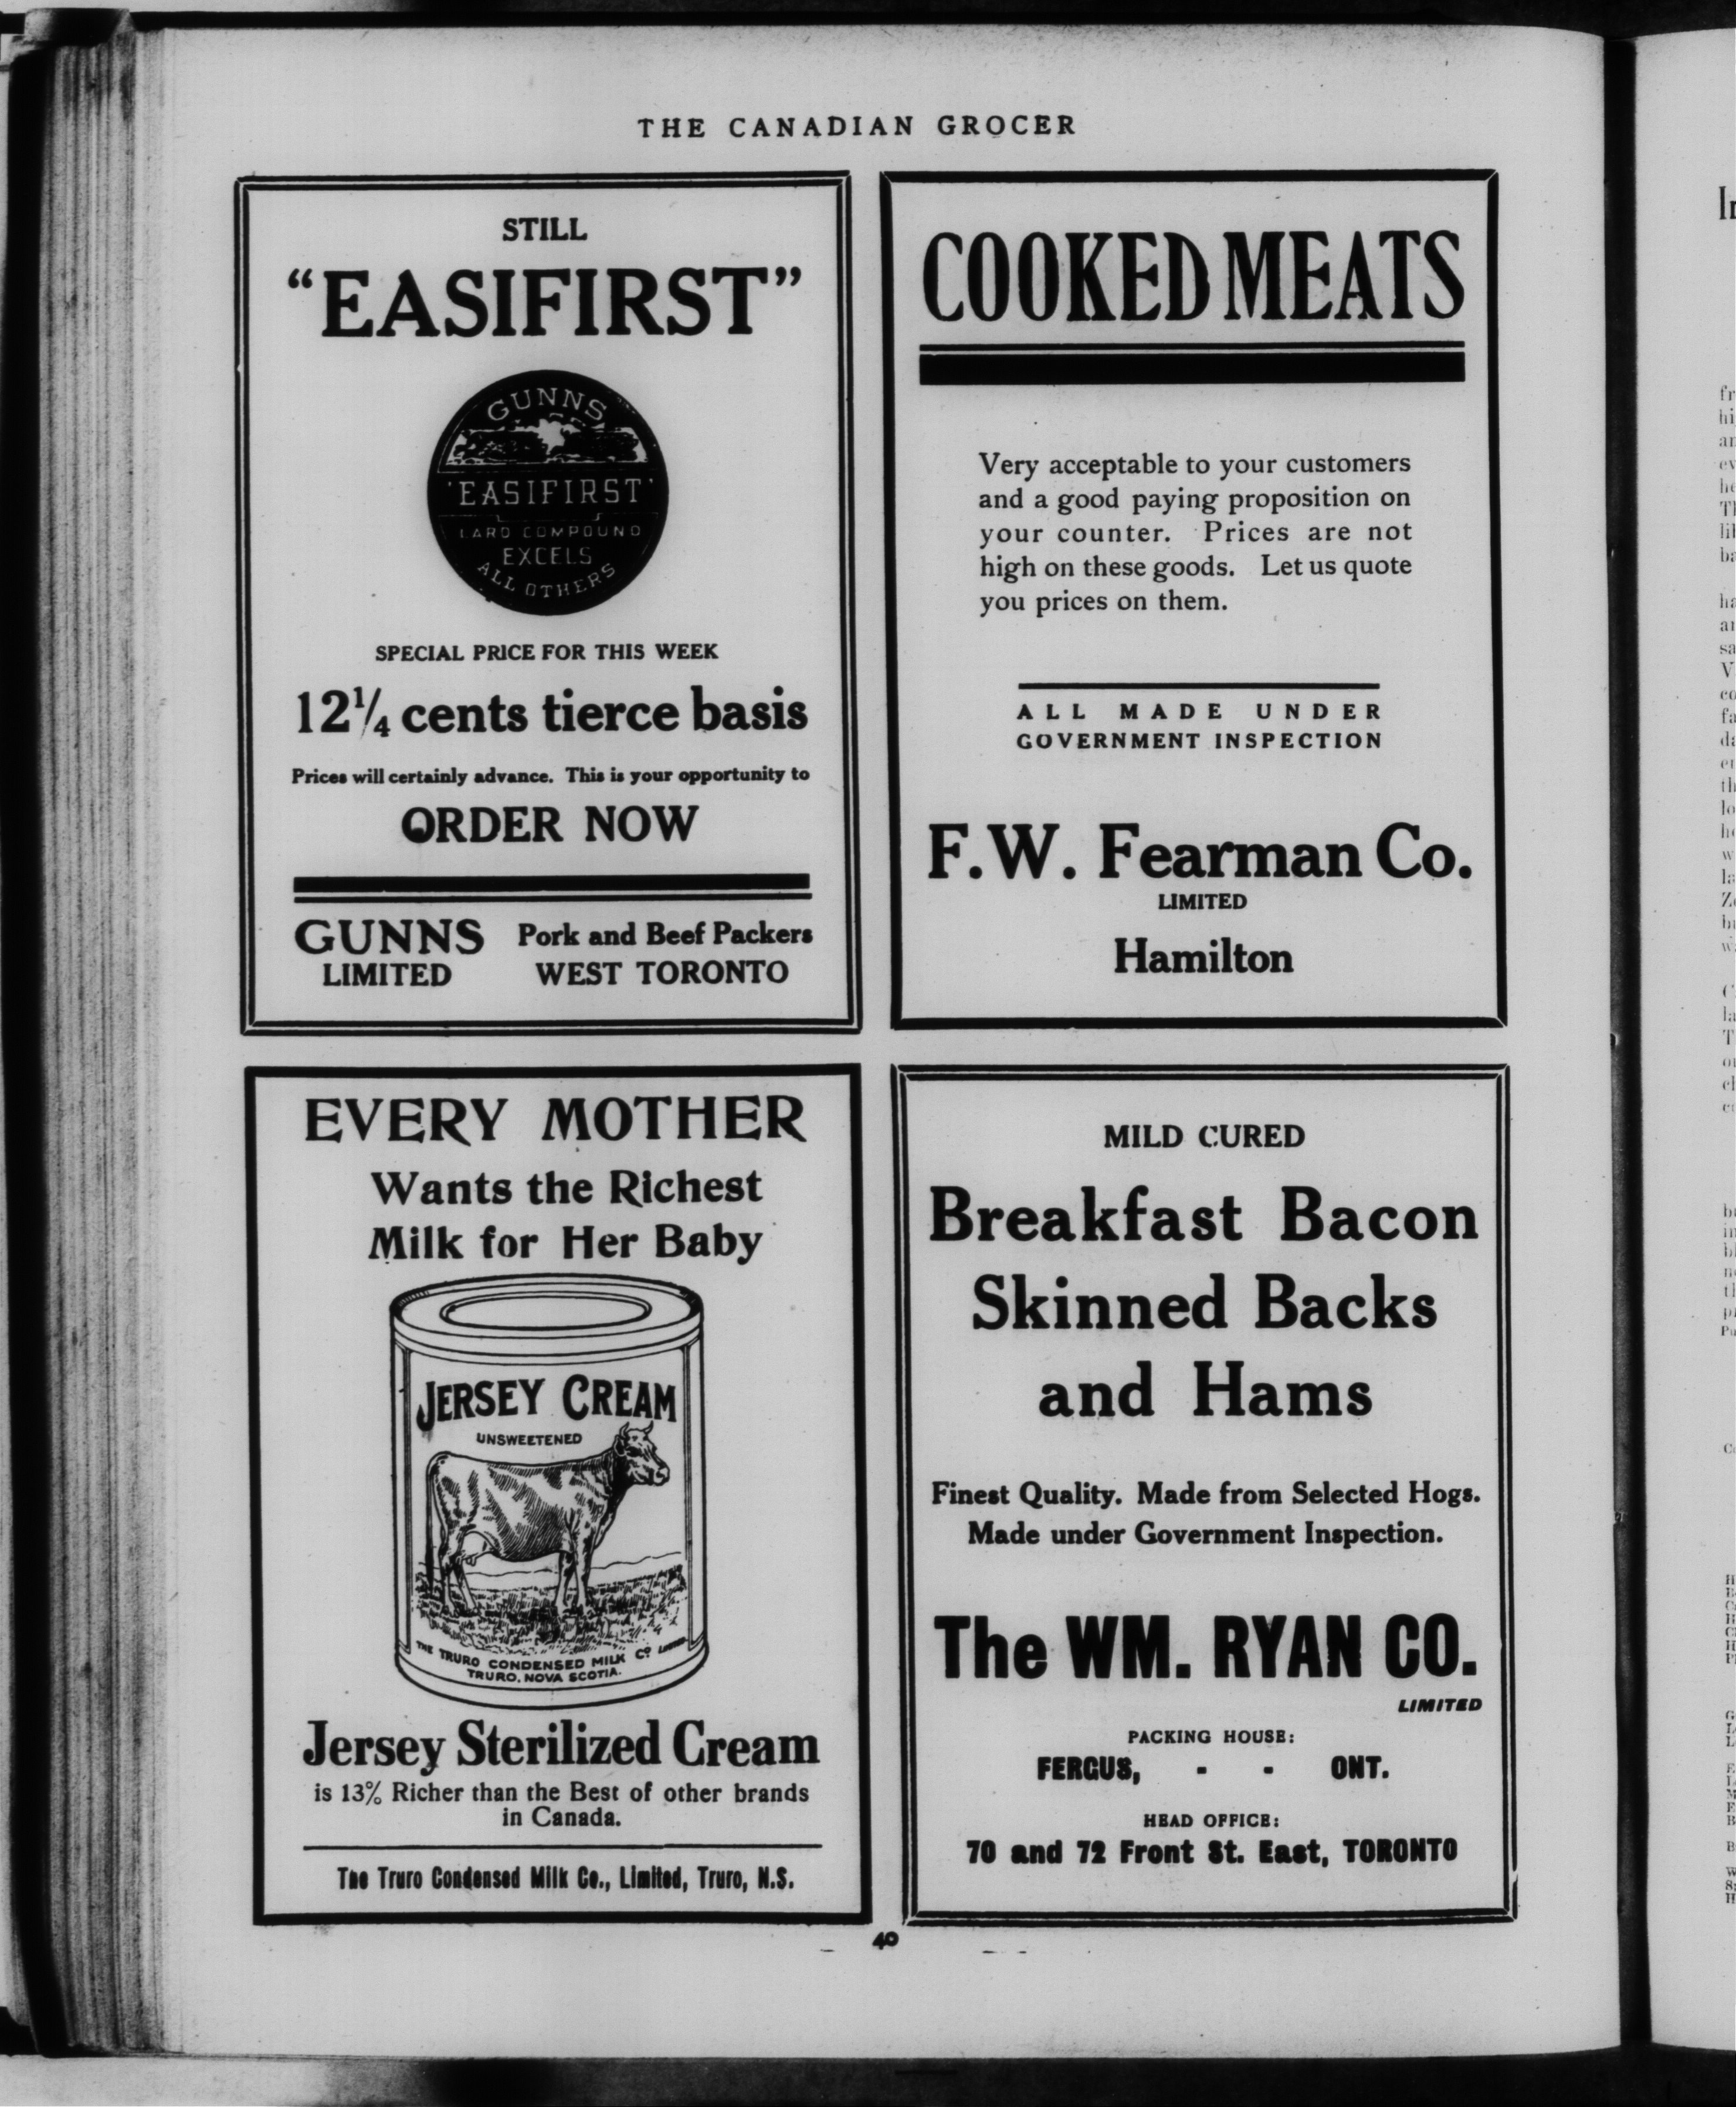 THE CANADIAN GROCER
STILL
“EASIFIRST”
GUNNS
'EASIFIRST'
LARD COMPOUND
EXCELS
ALL OTHERS
SPECIAL PRICE FOR THIS WEEK
12¼ cents tierce basis
Prices will certainly advance. This is your opportunity to
ORDER NOW
GUNNS
LIMITED
Pork and Beef Packers
WEST TORONTO
COOKED MEATS
Very acceptable to your customers
and a good paying proposition on
your counter. Prices are not
high on these goods. Let us quote
you prices on them.
ALL MADE UNDER
GOVERNMENT INSPECTION
F.W. Fearman Co.
LIMITED
Hamilton
EVERY MOTHER
Wants the Richest
Milk for Her Baby
JERSEY CREAM
UNSWEETENED
THE TRURO CONDENSED MILK CO. LIMITED
TRURO, NOVA SCOTIA.
Jersey Sterilized Cream
is 13% Richer than the Best of other brands
in Canada.
The Truro Condensed Milk Co., Limited, Truro, N.S.
MILD CURED
Breakfast Bacon
Skinned Backs
and Hams
Finest Quality. Made from Selected Hogs.
Made under Government Inspection.
The WM. RYAN CO.
LIMITED
PACKING HOUSE:
FERGUS, - - ONT.
HEAD OFFICE:
70 and 72 Front St. East, TORONTO
40